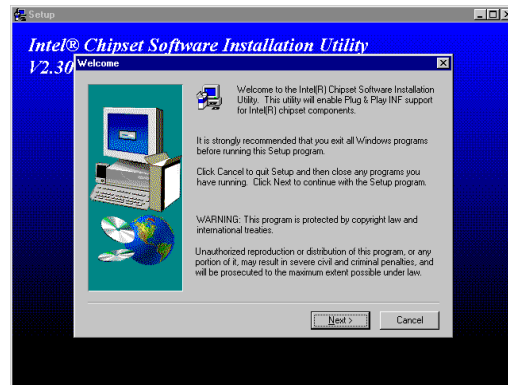 Setup
Intel® Chipset Software Installation Utility
V2.30
Welcome
Welcome to the Intel(R) Chipset Software Installation
Utility. This utility will enable Plug & Play INF support
for Intel(R) chipset components.
It is strongly recommended that you exit all Windows programs
before running this Setup program.
Click Cancel to quit Setup and then close any programs you
have running. Click Next to continue with the Setup program.
WARNING: This program is protected by copyright law and
international treaties.
Unauthorized reproduction or distribution of this program, or any
portion of it, may result in severe civil and criminal penalties, and
will be prosecuted to the maximum extent possible under law.
Next >
Cancel